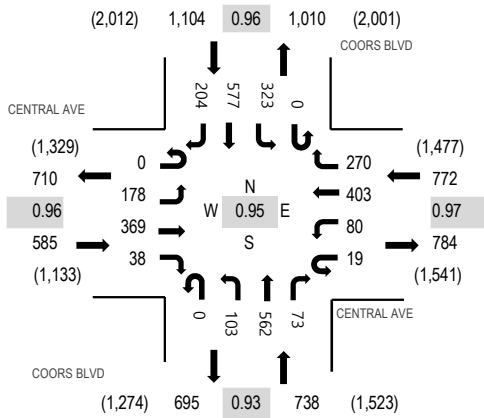 (2,012) 1,104 0.96 1,010 (2,001)
COORS BLVD
204 577 323 0
CENTRAL AVE
(1,329) (1,477)
0 270
710 772
178 403
N
0.96 W 0.95 E 0.97
369 80
S
585 784
38 19
(1,133) (1,541)
0 103 562 73
CENTRAL AVE
COORS BLVD
(1,274) 695 0.93 738 (1,523)